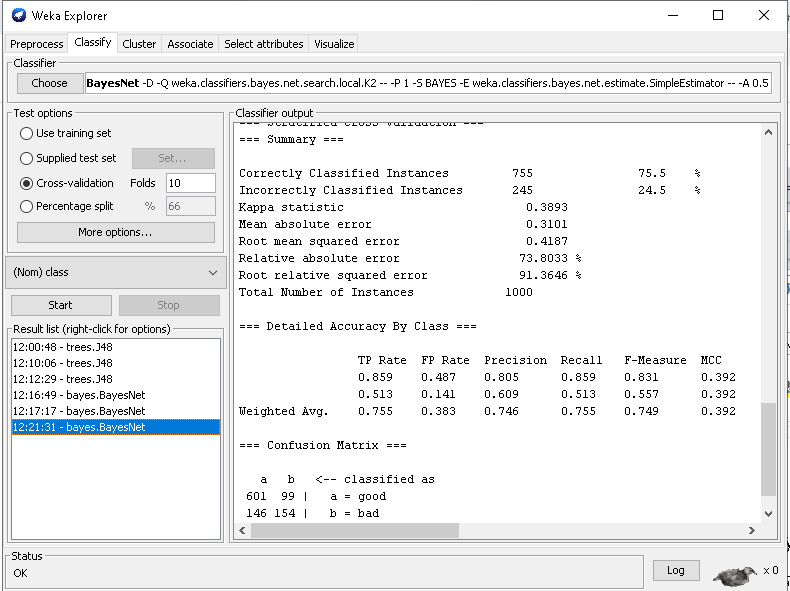 Weka Explorer
Preprocess Classify Cluster Associate Select attributes Visualize
Classifier
Choose BayesNet -D -Q weka.classifiers.bayes.net.search.local.K2 -- -P 1 -S BAYES -E weka.classifiers.bayes.net.estimate.SimpleEstimator -- -A 0.5
Test options
Use training set
Supplied test set Set...
Cross-validation Folds 10
Percentage split % 66
More options...
(Nom) class
Start Stop
Result list (right-click for options)
12:00:48 - trees.J48
12:10:06 - trees.J48
12:12:29 - trees.J48
12:16:49 - bayes.BayesNet
12:17:17 - bayes.BayesNet
12:21:31 - bayes.BayesNet
Classifier output
=== Stratified cross-validation ===
=== Summary ===
Correctly Classified Instances 755 75.5 %
Incorrectly Classified Instances 245 24.5 %
Kappa statistic 0.3893
Mean absolute error 0.3101
Root mean squared error 0.4187
Relative absolute error 73.8033 %
Root relative squared error 91.3646 %
Total Number of Instances 1000
=== Detailed Accuracy By Class ===
TP Rate FP Rate Precision Recall F-Measure MCC
0.859 0.487 0.805 0.859 0.831 0.392
0.513 0.141 0.609 0.513 0.557 0.392
Weighted Avg. 0.755 0.383 0.746 0.755 0.749 0.392
=== Confusion Matrix ===
a b <-- classified as
601 99 | a = good
146 154 | b = bad
Status
OK
Log x 0